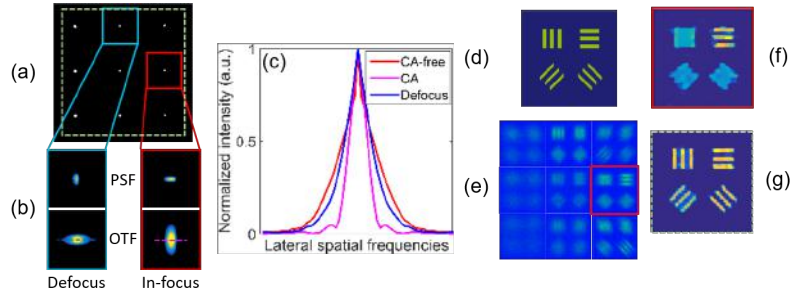 (a)
(b)
PSF
OTF
Defocus
In-focus
(c)
CA-free
CA
Defocus
Normalized intensity (a.u.)
1
0.5
0
Lateral spatial frequencies
(d)
(e)
(f)
(g)